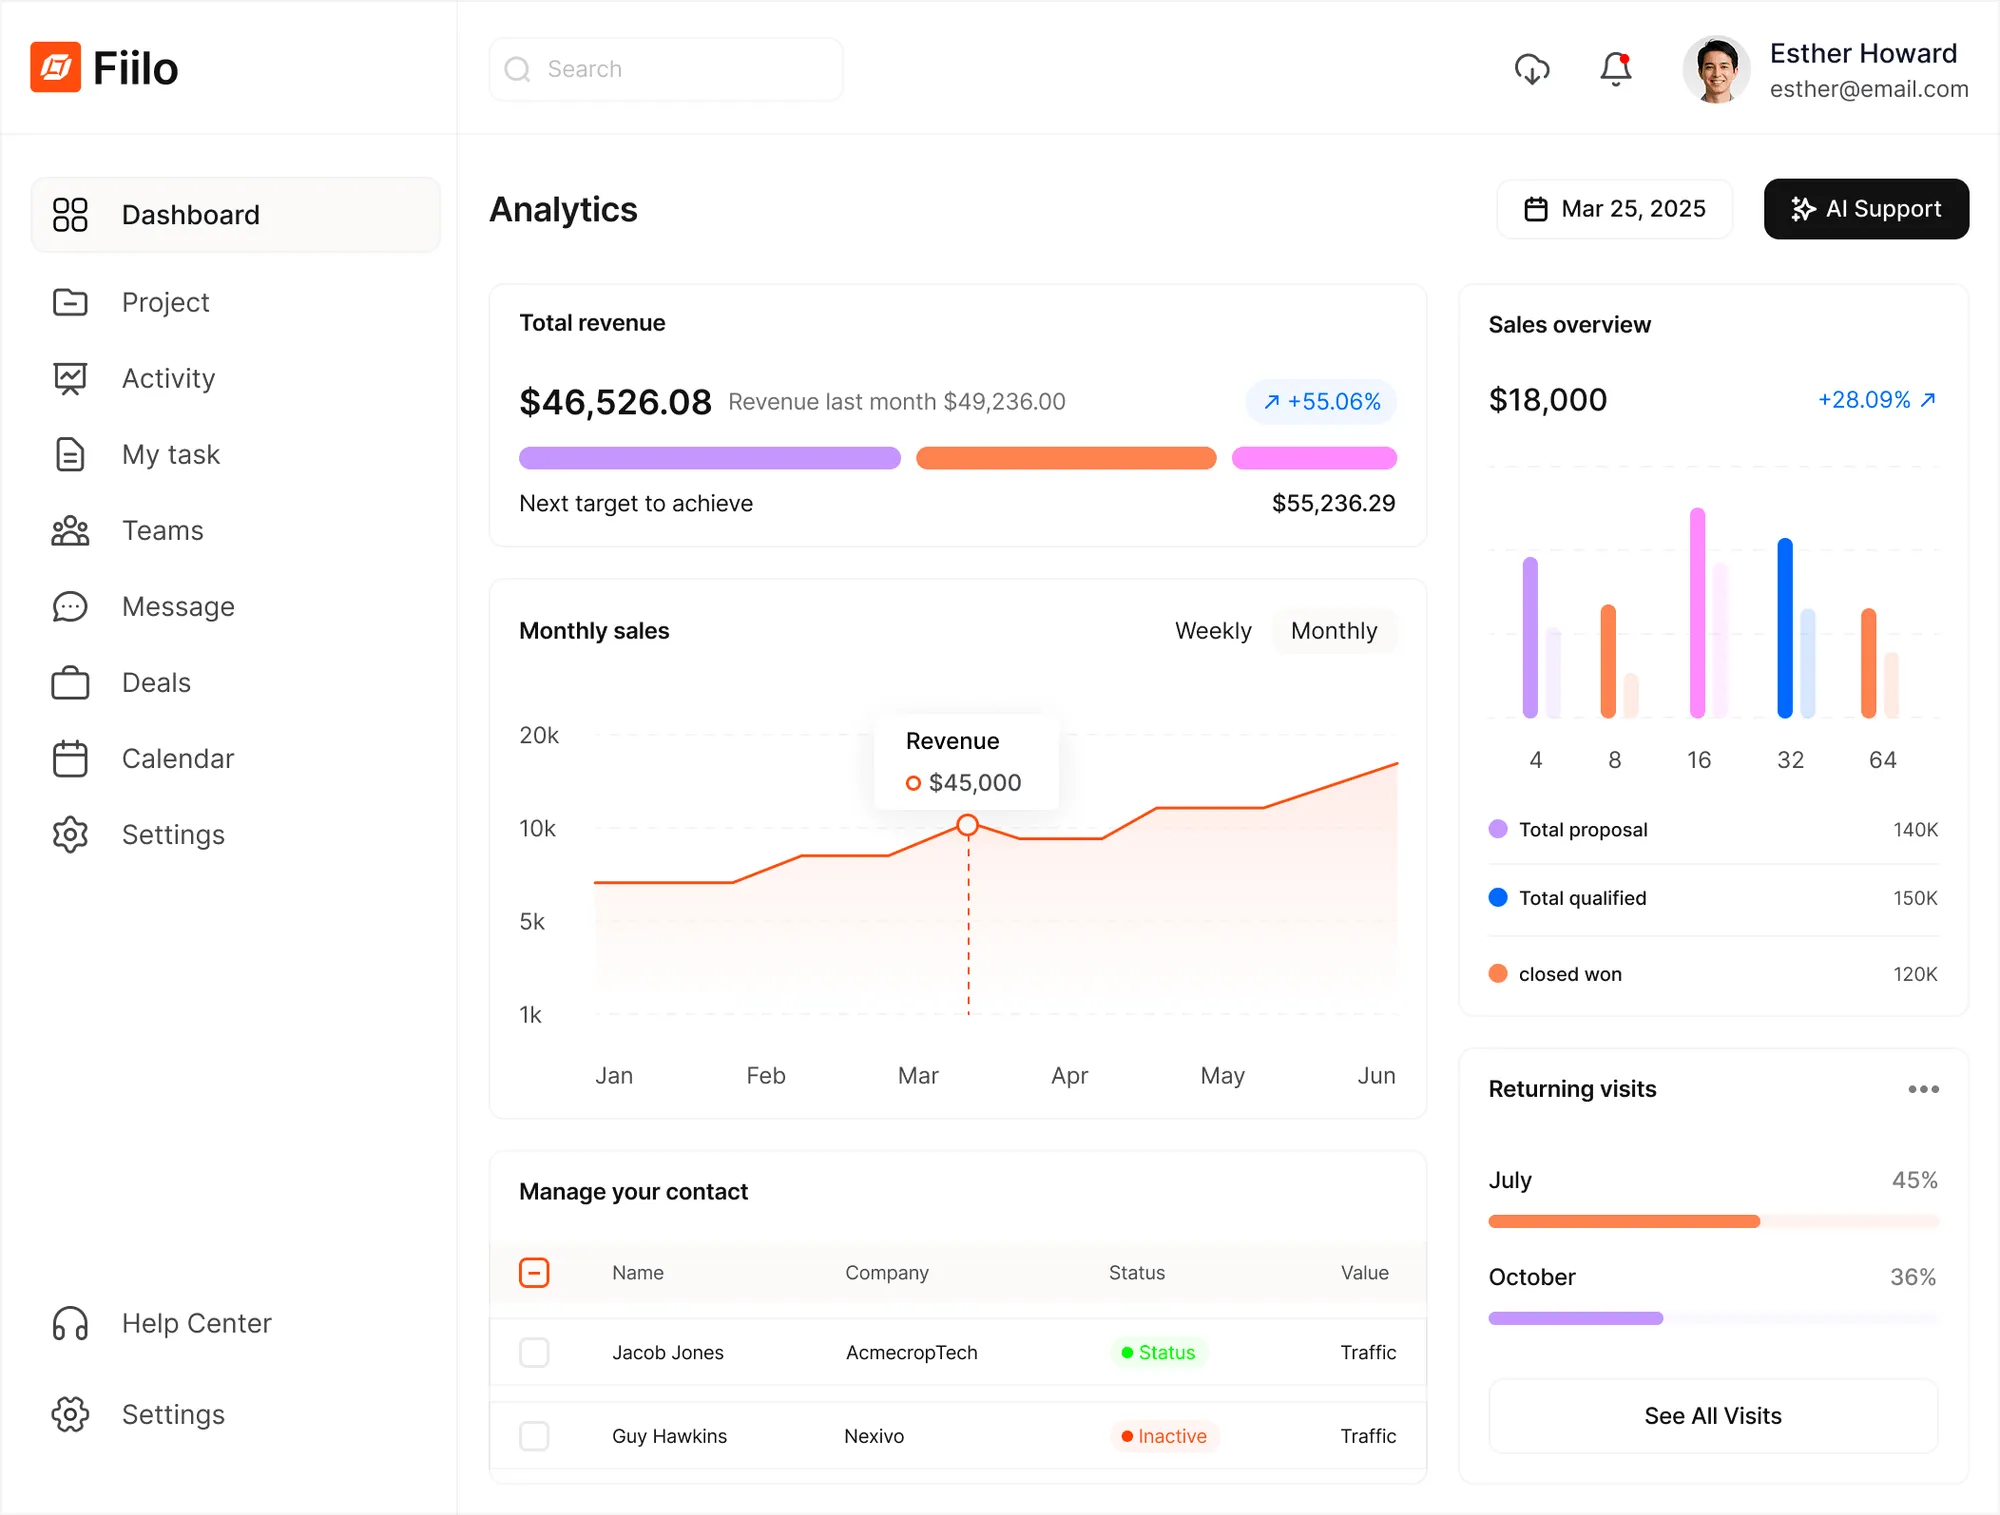 Fiilo
Search
Esther Howard
esther@email.com
Dashboard
Project
Activity
My task
Teams
Message
Deals
Calendar
Settings
Help Center
Settings
Analytics
Mar 25, 2025
AI Support
Total revenue
$46,526.08 Revenue last month $49,236.00 +55.06%
Next target to achieve $55,236.29
Monthly sales
Weekly Monthly
Revenue
$45,000
20k
10k
5k
1k
Jan Feb Mar Apr May Jun
Manage your contact
Name Company Status Value
Jacob Jones AcmecropTech Status Traffic
Guy Hawkins Nexivo Inactive Traffic
Sales overview
$18,000 +28.09%
4 8 16 32 64
Total proposal 140K
Total qualified 150K
closed won 120K
Returning visits
July 45%
October 36%
See All Visits